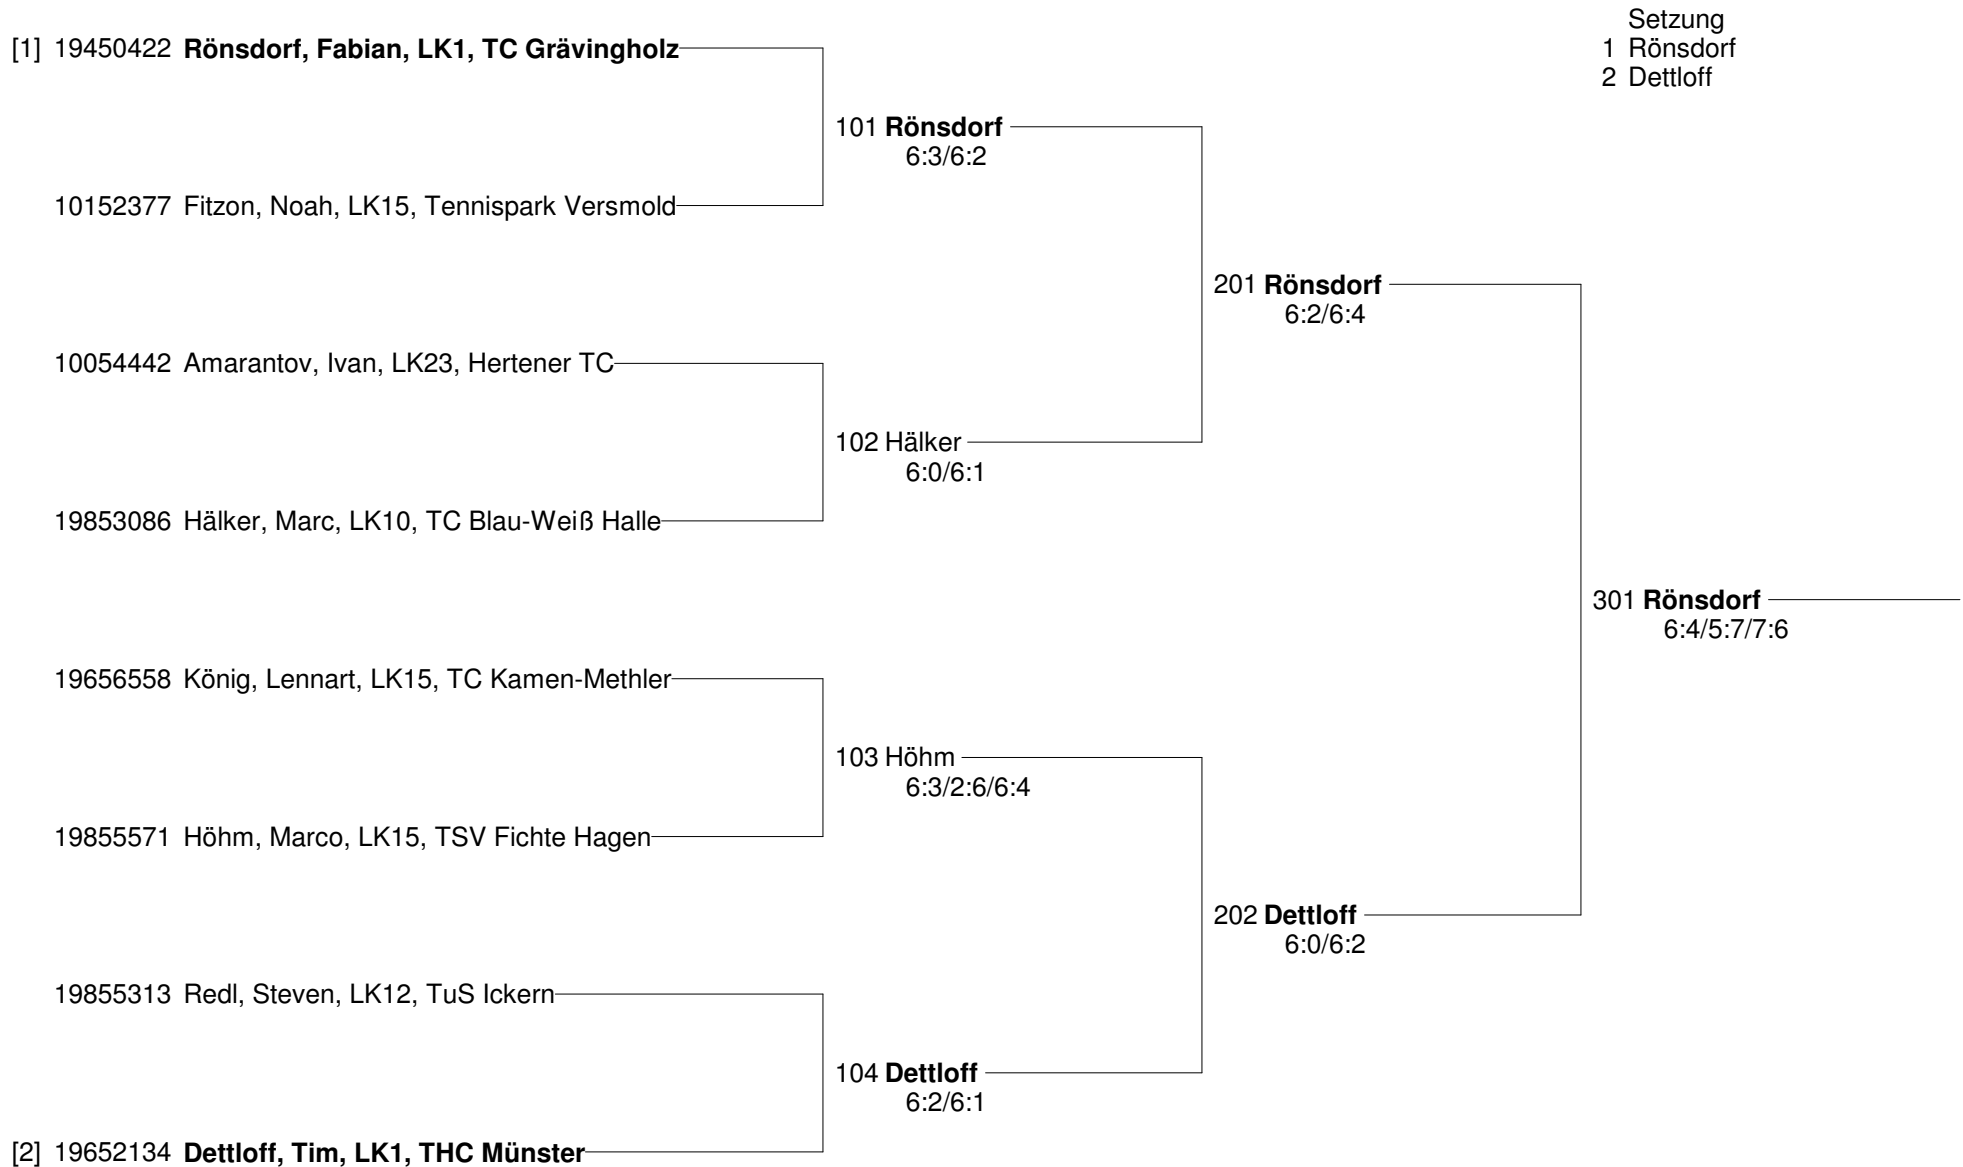 Setzung
1 Rönsdorf
2 Dettloff
[1] 19450422 Rönsdorf, Fabian, LK1, TC Grävingholz
101 Rönsdorf
6:3/6:2
10152377 Fitzon, Noah, LK15, Tennispark Versmold
201 Rönsdorf
6:2/6:4
10054442 Amarantov, Ivan, LK23, Hertener TC
102 Hälker
6:0/6:1
19853086 Hälker, Marc, LK10, TC Blau-Weiß Halle
301 Rönsdorf
6:4/5:7/7:6
19656558 König, Lennart, LK15, TC Kamen-Methler
103 Höhm
6:3/2:6/6:4
19855571 Höhm, Marco, LK15, TSV Fichte Hagen
202 Dettloff
6:0/6:2
19855313 Redl, Steven, LK12, TuS Ickern
104 Dettloff
6:2/6:1
[2] 19652134 Dettloff, Tim, LK1, THC Münster